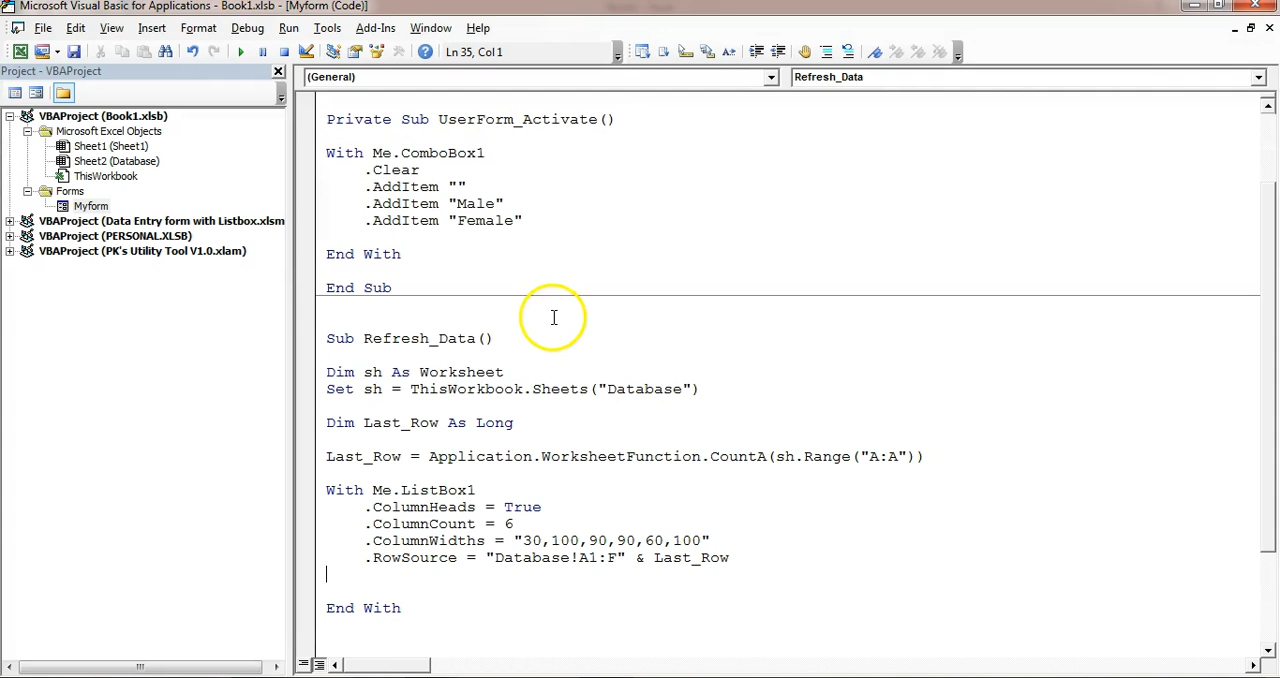 Microsoft Visual Basic for Applications - Book1.xlsb - [Myform (Code)]
File Edit View Insert Format Debug Run Tools Add-Ins Window Help
Ln 35, Col 1
Project - VBAProject
(General) Refresh_Data
VBAProject (Book1.xlsb)
Microsoft Excel Objects
Sheet1 (Sheet1)
Sheet2 (Database)
ThisWorkbook
Forms
Myform
VBAProject (Data Entry form with Listbox.xlsm
VBAProject (PERSONAL.XLSB)
VBAProject (PK's Utility Tool V1.0.xlam)
Private Sub UserForm_Activate()
With Me.ComboBox1
.Clear
.AddItem ""
.AddItem "Male"
.AddItem "Female"
End With
End Sub
Sub Refresh_Data()
Dim sh As Worksheet
Set sh = ThisWorkbook.Sheets("Database")
Dim Last_Row As Long
Last_Row = Application.WorksheetFunction.CountA(sh.Range("A:A"))
With Me.ListBox1
.ColumnHeads = True
.ColumnCount = 6
.ColumnWidths = "30,100,90,90,60,100"
.RowSource = "Database!A1:F" & Last_Row
End With